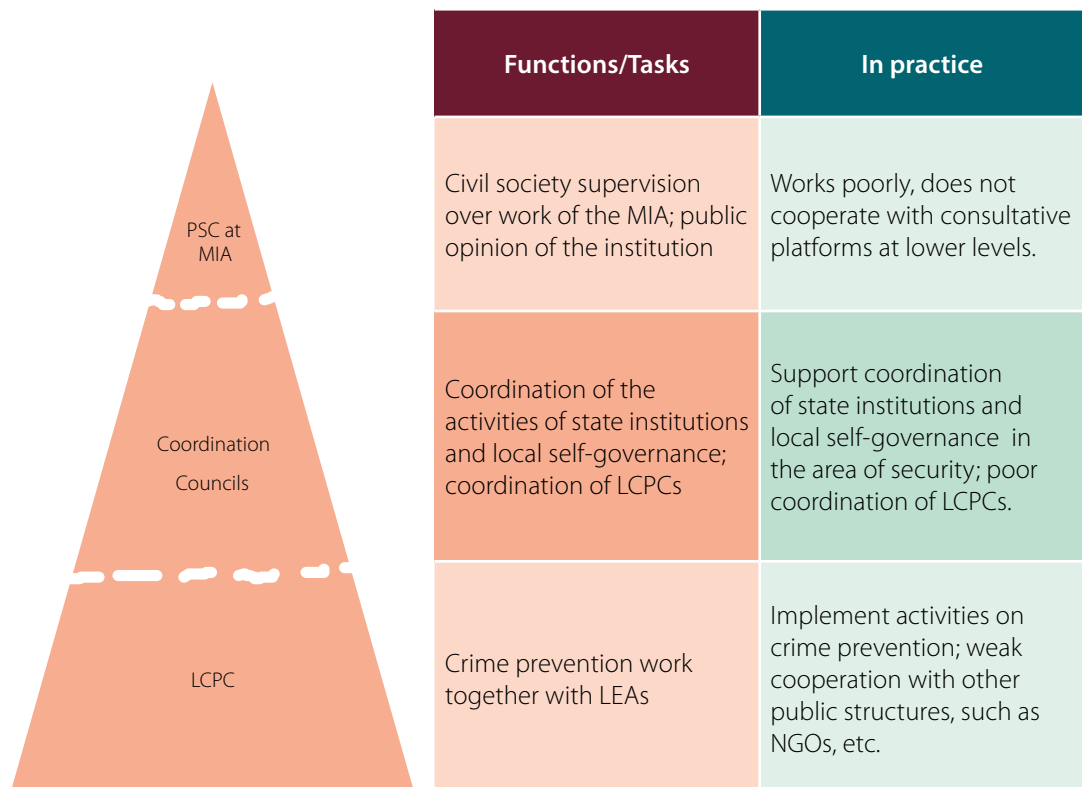 Functions/Tasks
In practice
PSC at
MIA
Civil society supervision
over work of the MIA; public
opinion of the institution
Works poorly, does not
cooperate with consultative
platforms at lower levels.
Coordination
Councils
Coordination of the
activities of state institutions
and local self-governance;
coordination of LCPCs
Support coordination
of state institutions and
local self-governance in
the area of security; poor
coordination of LCPCs.
LCPC
Crime prevention work
together with LEAs
Implement activities on
crime prevention; weak
cooperation with other
public structures, such as
NGOs, etc.